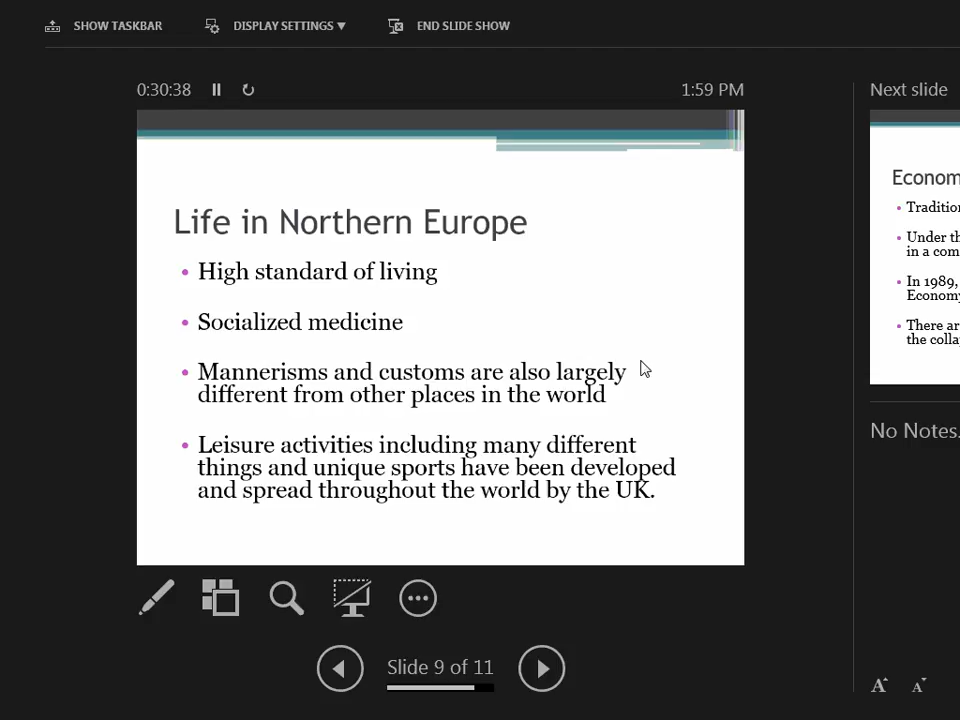 SHOW TASKBAR DISPLAY SETTINGS ▼ END SLIDE SHOW
0:30:38 1:59 PM
Next slide
Life in Northern Europe
• High standard of living
• Socialized medicine
• Mannerisms and customs are also largely
different from other places in the world
• Leisure activities including many different
things and unique sports have been developed
and spread throughout the world by the UK.
Slide 9 of 11
Econom
• Tradition
• Under th
in a com
• In 1989,
Economy
• There ar
the colla
No Notes.
A A